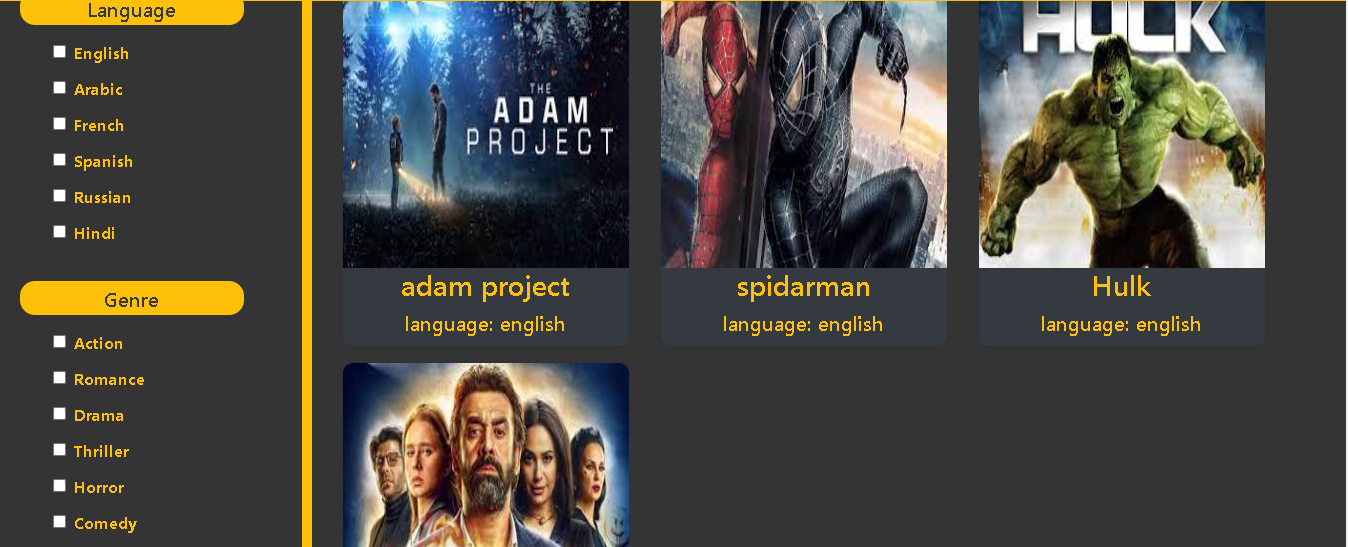 Language
English
Arabic
French
Spanish
Russian
Hindi
Genre
Action
Romance
Drama
Thriller
Horror
Comedy
THE
ADAM
PROJECT
HULK
adam project
language: english
spidarman
language: english
Hulk
language: english